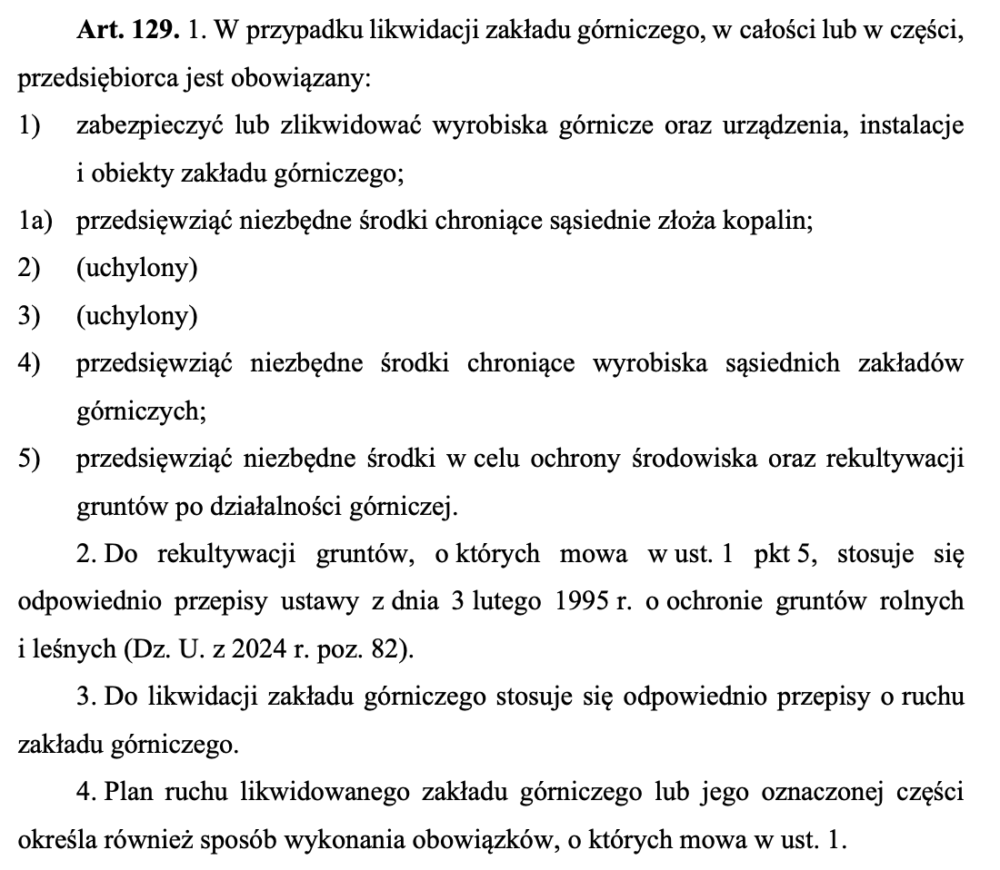 Art. 129. 1. W przypadku likwidacji zakładu górniczego, w całości lub w części,
przedsiębiorca jest obowiązany:
1) zabezpieczyć lub zlikwidować wyrobiska górnicze oraz urządzenia, instalacje
i obiekty zakładu górniczego;
1a) przedsięwziąć niezbędne środki chroniące sąsiednie złoża kopalin;
2) (uchylony)
3) (uchylony)
4) przedsięwziąć niezbędne środki chroniące wyrobiska sąsiednich zakładów
górniczych;
5) przedsięwziąć niezbędne środki w celu ochrony środowiska oraz rekultywacji
gruntów po działalności górniczej.
2. Do rekultywacji gruntów, o których mowa w ust. 1 pkt 5, stosuje się
odpowiednio przepisy ustawy z dnia 3 lutego 1995 r. o ochronie gruntów rolnych
i leśnych (Dz. U. z 2024 r. poz. 82).
3. Do likwidacji zakładu górniczego stosuje się odpowiednio przepisy o ruchu
zakładu górniczego.
4. Plan ruchu likwidowanego zakładu górniczego lub jego oznaczonej części
określa również sposób wykonania obowiązków, o których mowa w ust. 1.